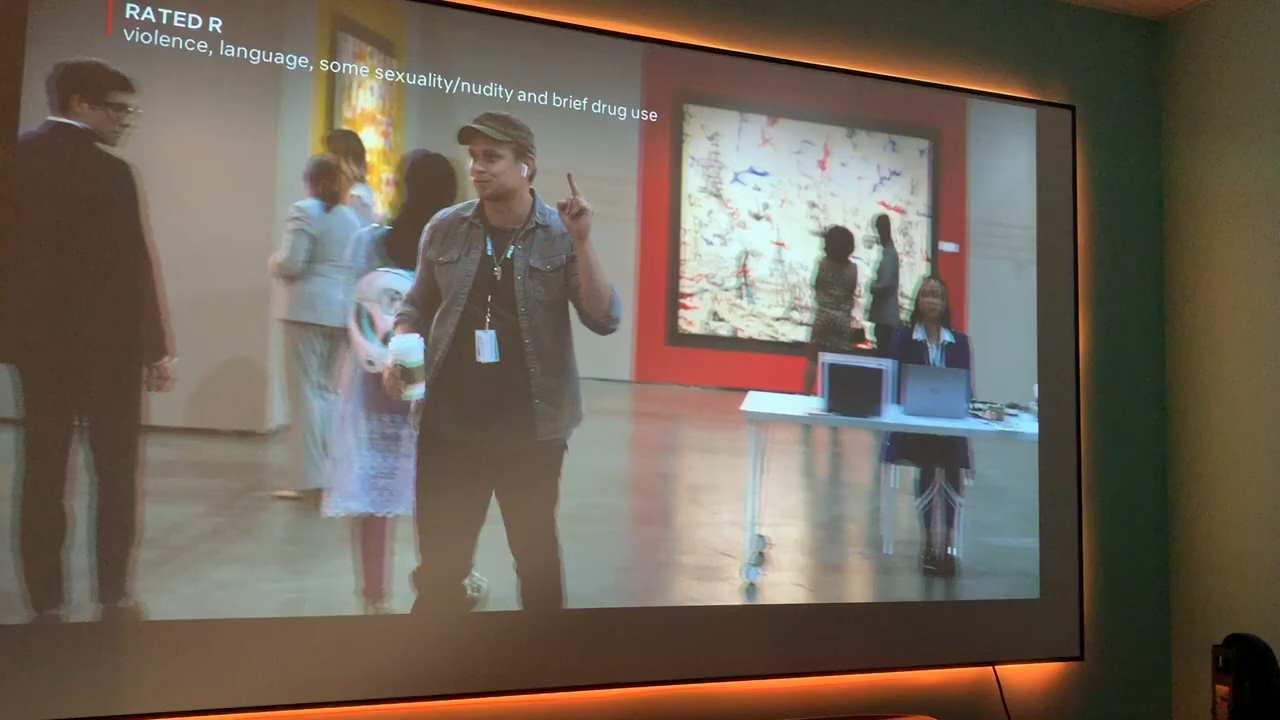 RATED R
violence, language, some sexuality/nudity and brief drug use